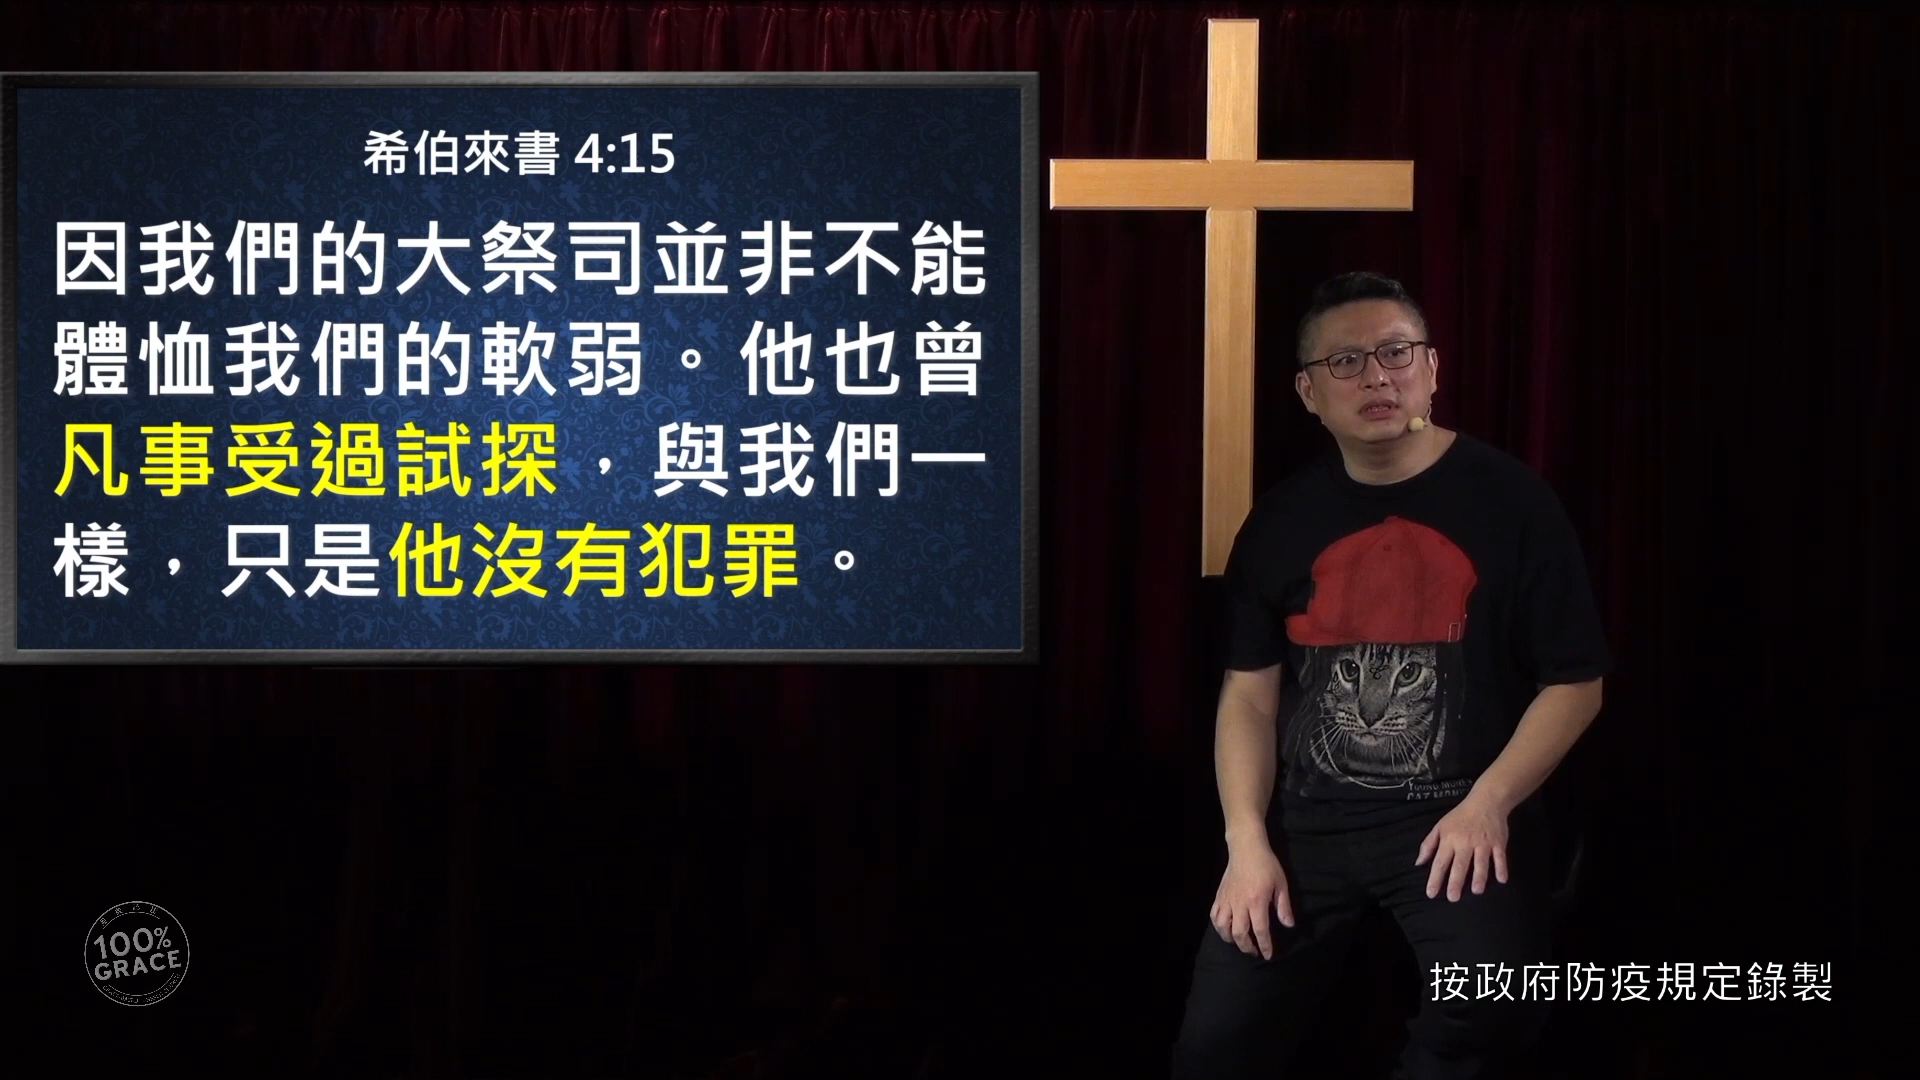 希伯來書 4:15
因我們的大祭司並非不能
體恤我們的軟弱。他也曾
凡事受過試探，與我們一
樣，只是他沒有犯罪。
YOUNG
100%
GRACE
按政府防疫規定錄製